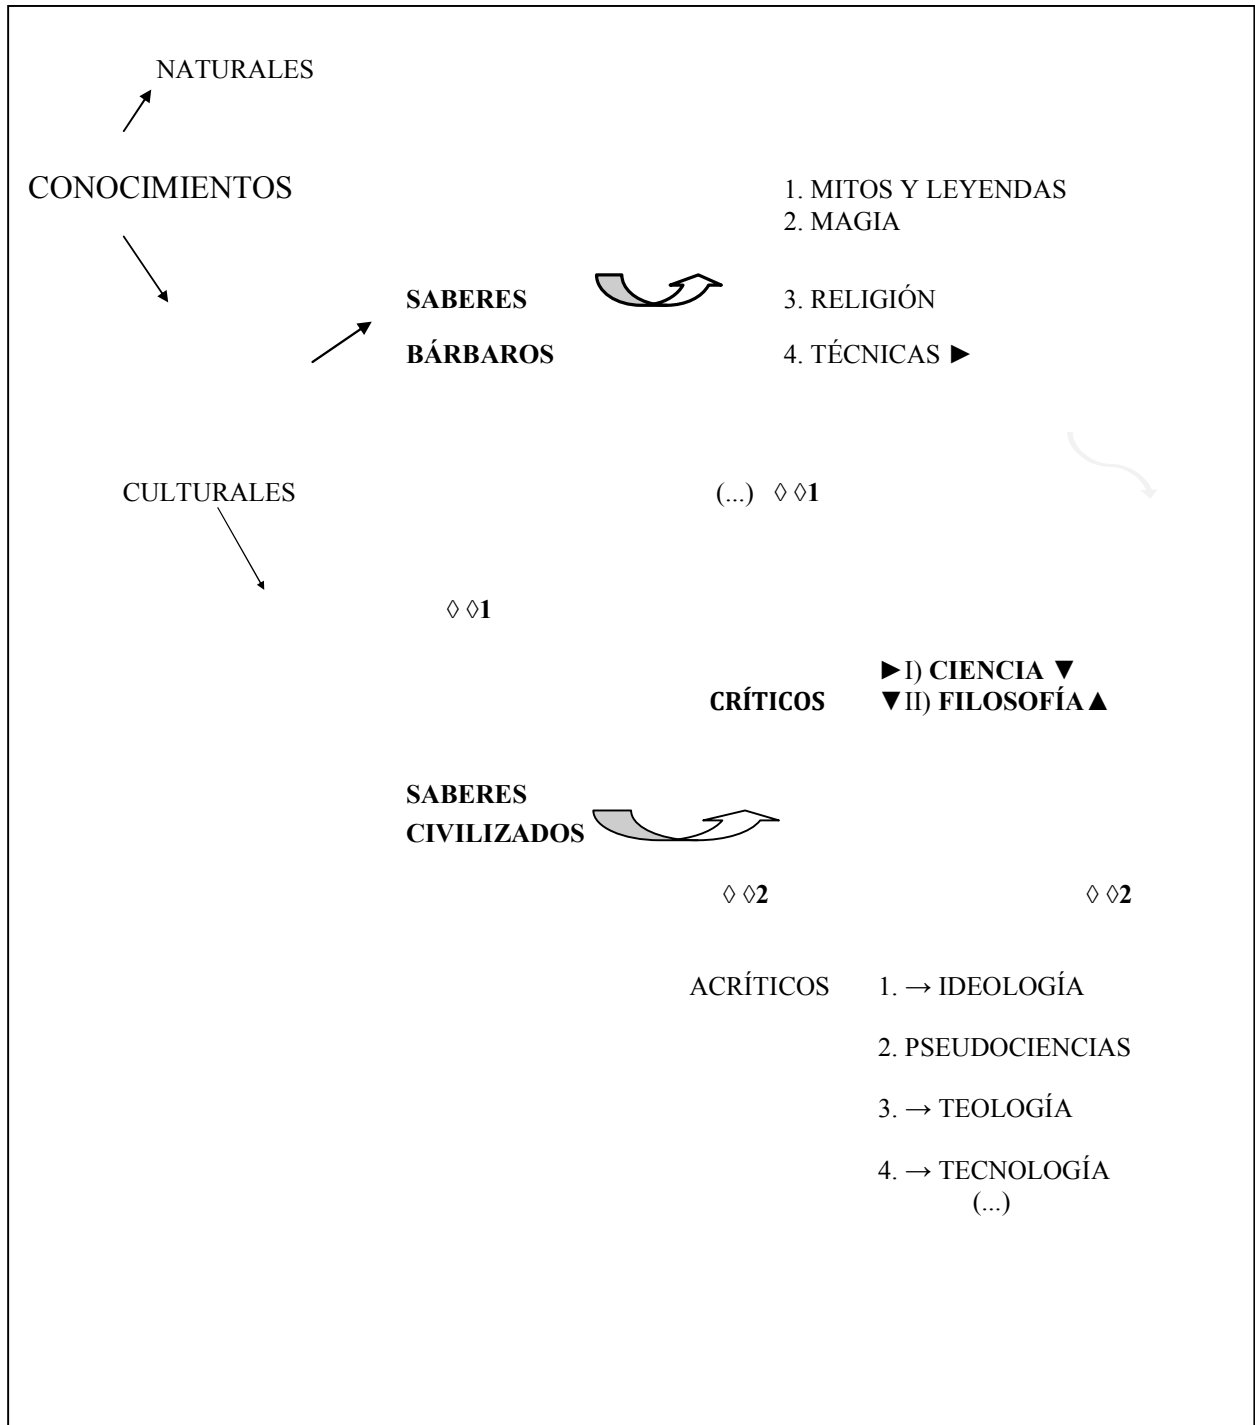 NATURALES
CONOCIMIENTOS
1. MITOS Y LEYENDAS
2. MAGIA
SABERES
3. RELIGIÓN
BÁRBAROS
4. TÉCNICAS ►
CULTURALES
(...) ◊ ◊1
◊ ◊1
►I) CIENCIA ▼
CRÍTICOS
▼II) FILOSOFÍA▲
SABERES
CIVILIZADOS
◊ ◊2
◊ ◊2
ACRÍTICOS
1. → IDEOLOGÍA
2. PSEUDOCIENCIAS
3. → TEOLOGÍA
4. → TECNOLOGÍA
(...)